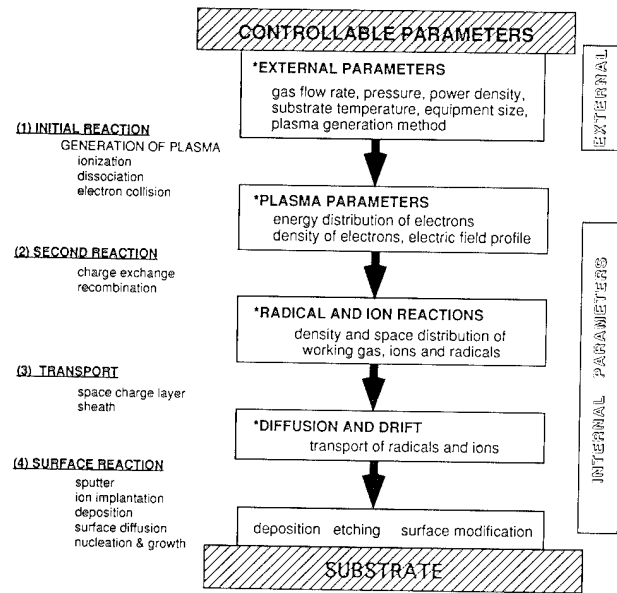 CONTROLLABLE PARAMETERS
*EXTERNAL PARAMETERS
gas flow rate, pressure, power density,
substrate temperature, equipment size,
plasma generation method
EXTERNAL
(1) INITIAL REACTION
GENERATION OF PLASMA
ionization
dissociation
electron collision
*PLASMA PARAMETERS
energy distribution of electrons
density of electrons, electric field profile
(2) SECOND REACTION
charge exchange
recombination
*RADICAL AND ION REACTIONS
density and space distribution of
working gas, ions and radicals
INTERNAL PARAMETERS
(3) TRANSPORT
space charge layer
sheath
*DIFFUSION AND DRIFT
transport of radicals and ions
(4) SURFACE REACTION
sputter
ion implantation
deposition
surface diffusion
nucleation & growth
deposition etching surface modification
SUBSTRATE